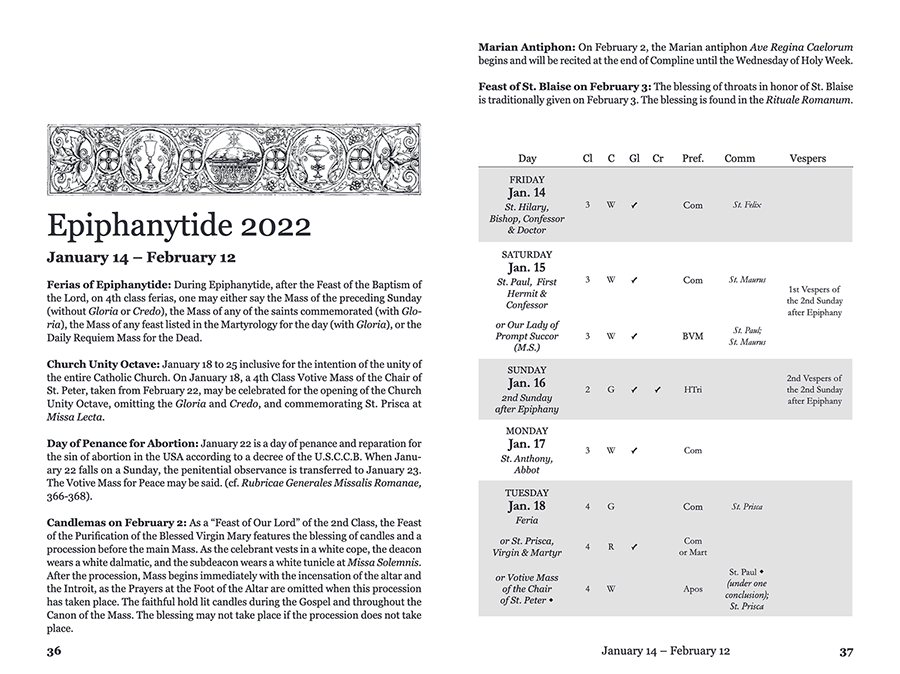 Epiphanytide 2022
January 14 – February 12
Ferias of Epiphanytide: During Epiphanytide, after the Feast of the Baptism of
the Lord, on 4th class ferias, one may either say the Mass of the preceding Sunday
(without Gloria or Credo), the Mass of any of the saints commemorated (with Glo-
ria), the Mass of any feast listed in the Martyrology for the day (with Gloria), or the
Daily Requiem Mass for the Dead.
Church Unity Octave: January 18 to 25 inclusive for the intention of the unity of
the entire Catholic Church. On January 18, a 4th Class Votive Mass of the Chair of
St. Peter, taken from February 22, may be celebrated for the opening of the Church
Unity Octave, omitting the Gloria and Credo, and commemorating St. Prisca at
Missa Lecta.
Day of Penance for Abortion: January 22 is a day of penance and reparation for
the sin of abortion in the USA according to a decree of the U.S.C.C.B. When Janu-
ary 22 falls on a Sunday, the penitential observance is transferred to January 23.
The Votive Mass for Peace may be said. (cf. Rubricae Generales Missalis Romanae,
366-368).
Candlemas on February 2: As a “Feast of Our Lord” of the 2nd Class, the Feast
of the Purification of the Blessed Virgin Mary features the blessing of candles and a
procession before the main Mass. As the celebrant vests in a white cope, the deacon
wears a white dalmatic, and the subdeacon wears a white tunicle at Missa Solemnis.
After the procession, Mass begins immediately with the incensation of the altar and
the Introit, as the Prayers at the Foot of the Altar are omitted when this procession
has taken place. The faithful hold lit candles during the Gospel and throughout the
Canon of the Mass. The blessing may not take place if the procession does not take
place.
36
Marian Antiphon: On February 2, the Marian antiphon Ave Regina Caelorum
begins and will be recited at the end of Compline until the Wednesday of Holy Week.
Feast of St. Blaise on February 3: The blessing of throats in honor of St. Blaise
is traditionally given on February 3. The blessing is found in the Rituale Romanum.
Day Cl C Gl Cr Pref. Comm Vespers
FRIDAY
Jan. 14
St. Hilary,
Bishop, Confessor
& Doctor
3 W ✓ Com St. Felix
SATURDAY
Jan. 15
St. Paul, First
Hermit &
Confessor
3 W ✓ Com St. Maurus
or Our Lady of
Prompt Succor
(M.S.)
3 W ✓ BVM St. Paul;
St. Maurus
1st Vespers of
the 2nd Sunday
after Epiphany
SUNDAY
Jan. 16
2nd Sunday
after Epiphany
2 G ✓ ✓ HTri
2nd Vespers of
the 2nd Sunday
after Epiphany
MONDAY
Jan. 17
St. Anthony,
Abbot
3 W ✓ Com
TUESDAY
Jan. 18
Feria
4 G Com St. Prisca
or St. Prisca,
Virgin & Martyr
4 R ✓ Com
or Mart
or Votive Mass
of the Chair
of St. Peter ◆
4 W Apos
St. Paul ◆
(under one
conclusion);
St. Prisca
January 14 – February 12
37